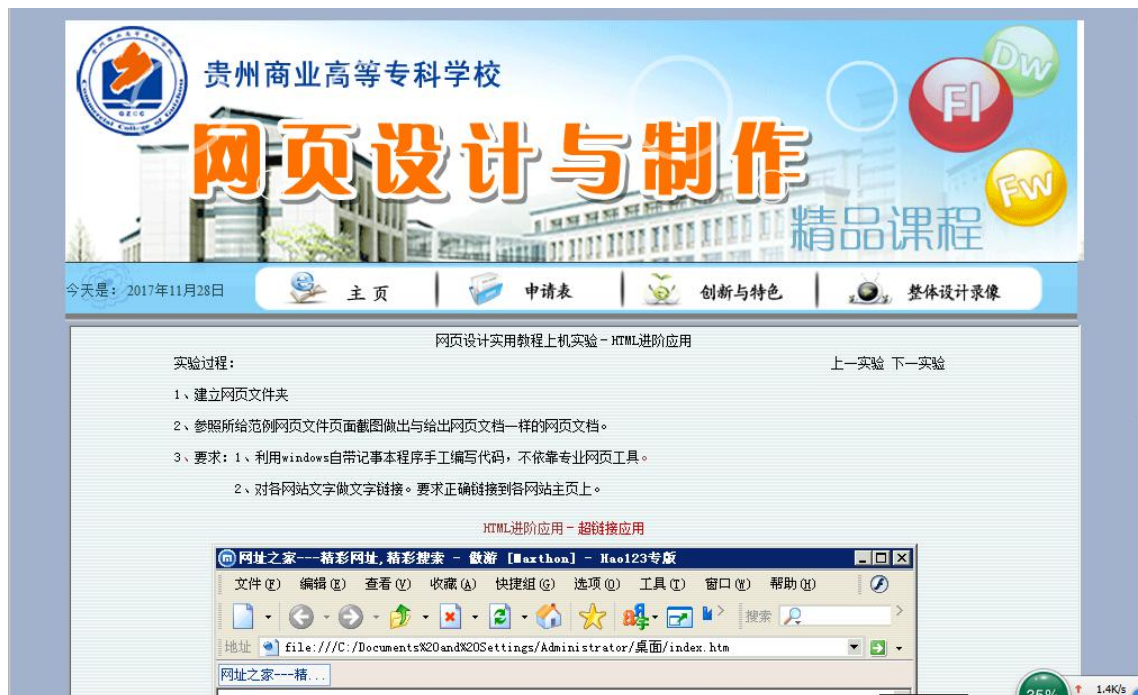 贵州商业高等专科学校
GZCC
Dw
Fl
Fw
网页设计与制作
精品课程
今天是: 2017年11月28日 主页 申请表 创新与特色 整体设计录像
网页设计实用教程上机实验-HTML进阶应用
实验过程: 上一实验 下一实验
1、建立网页文件夹
2、参照所给范例网页文件页面截图做出与给出网页文档一样的网页文档。
3、要求:1、利用windows自带记事本程序手工编写代码,不依靠专业网页工具。
2、对各网站文字做文字链接。要求正确链接到各网站主页上。
HTML进阶应用-超链接应用
网址之家---精彩网址,精彩搜索 - 傲游 [Maxthon] - Hao123专版
文件(F) 编辑(E) 查看(V) 收藏(A) 快捷组(G) 选项(O) 工具(T) 窗口(W) 帮助(H)
搜索
地址 file:///C:/Documents%20and%20Settings/Administrator/桌面/index.htm
网址之家---精...
35% 1.4K/s